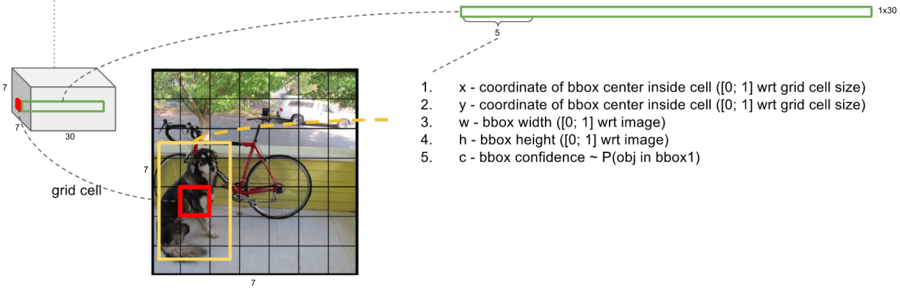 1x30
5
7
7
30
grid cell
7
7
1. x - coordinate of bbox center inside cell ([0; 1] wrt grid cell size)
2. y - coordinate of bbox center inside cell ([0; 1] wrt grid cell size)
3. w - bbox width ([0; 1] wrt image)
4. h - bbox height ([0; 1] wrt image)
5. c - bbox confidence ~ P(obj in bbox1)